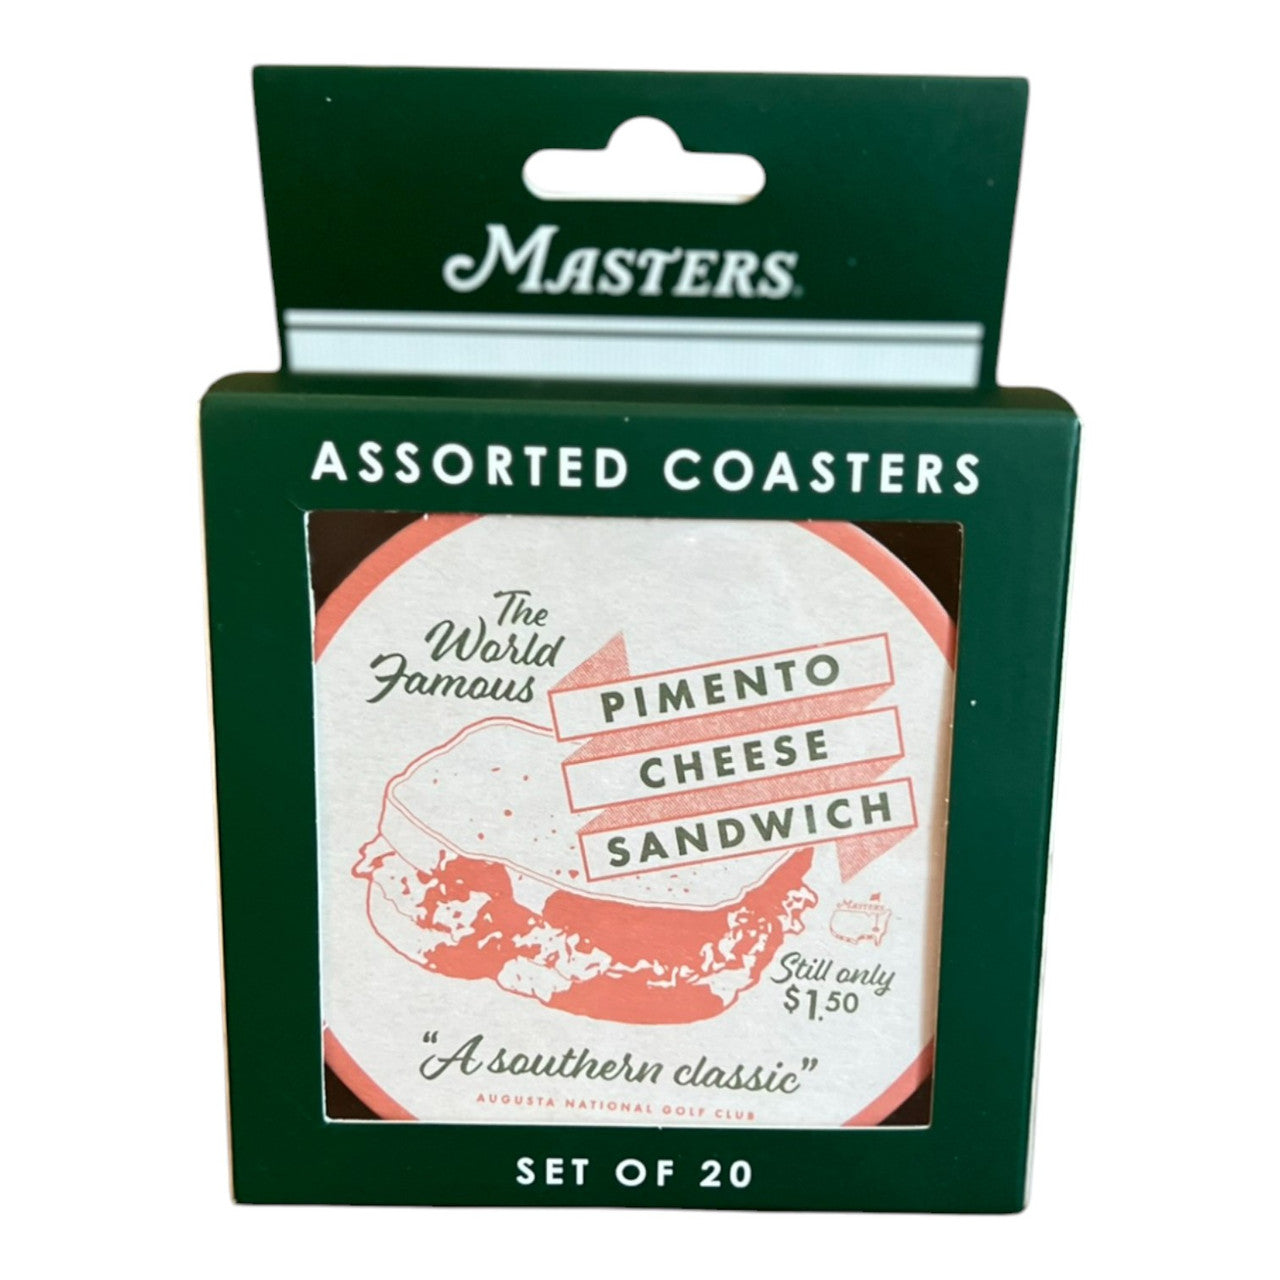 MASTERS
ASSORTED COASTERS
The
World
Famous
PIMENTO
CHEESE
SANDWICH
MASTERS
Still only
$1.50
"A southern classic"
AUGUSTA NATIONAL GOLF CLUB
SET OF 20